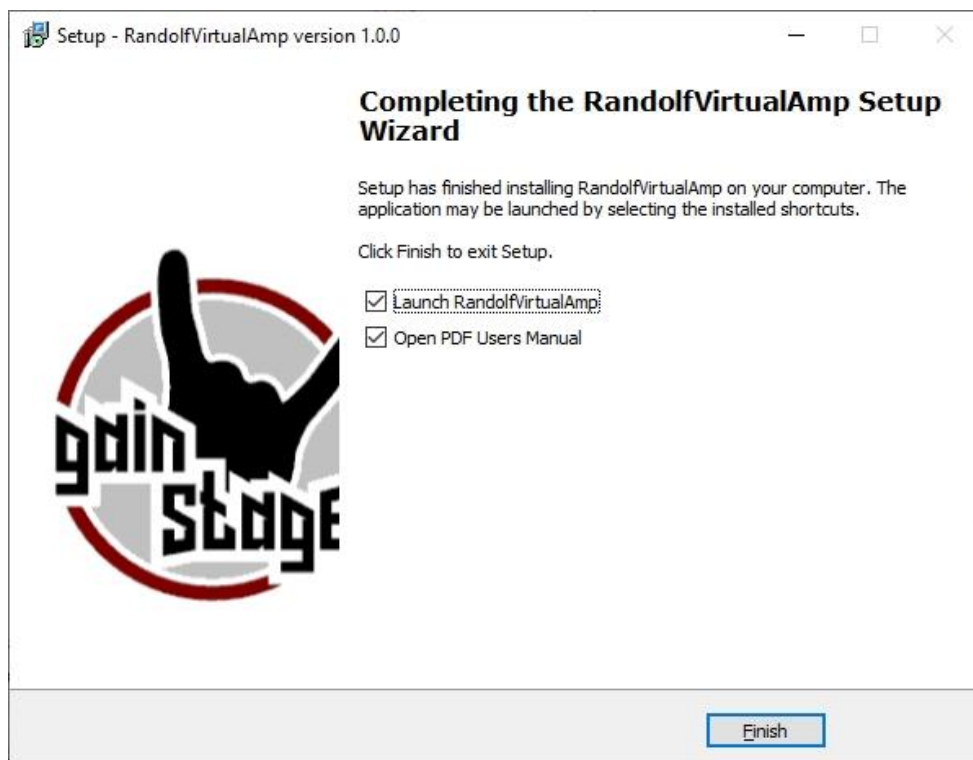 Setup - RandolfVirtualAmp version 1.0.0
Completing the RandolfVirtualAmp Setup
Wizard
Setup has finished installing RandolfVirtualAmp on your computer. The
application may be launched by selecting the installed shortcuts.
Click Finish to exit Setup.
Launch RandolfVirtualAmp
Open PDF Users Manual
gain
stage
Finish